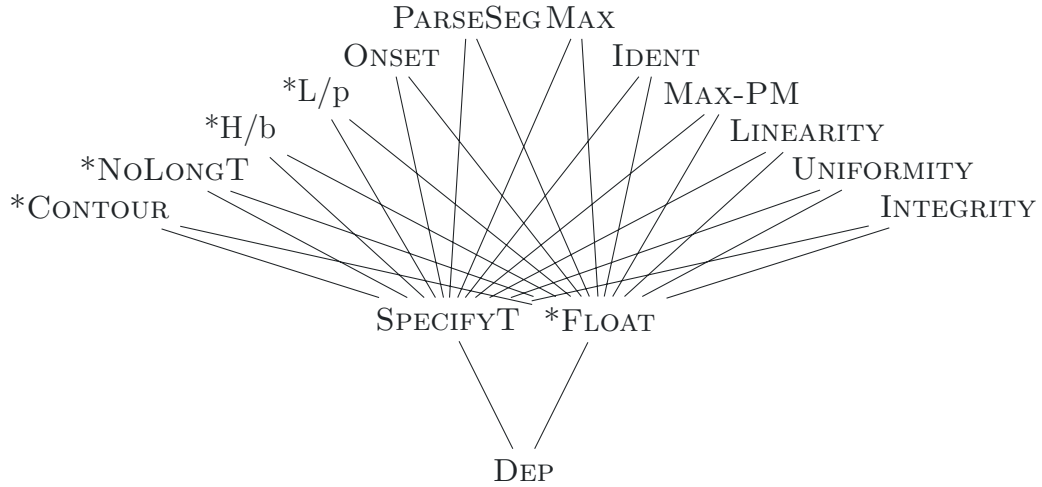 PARSESEG MAX
ONSET IDENT
*L/p MAX-PM
*H/b LINEARITY
*NOLONGT UNIFORMITY
*CONTOUR INTEGRITY
SPECIFYT *FLOAT
DEP